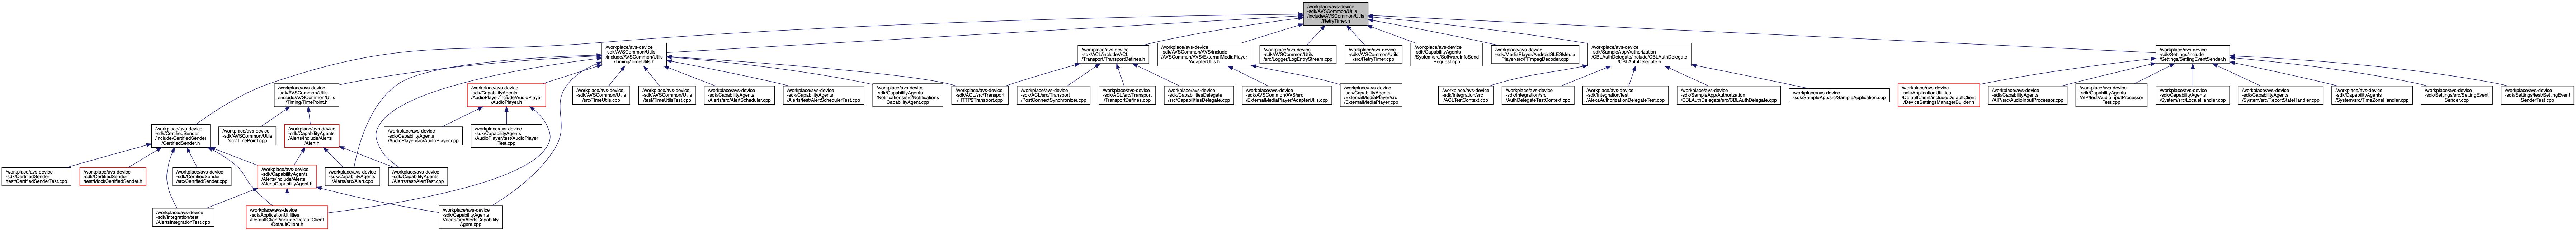 /workplace/avs-device
-sdk/AVSCommon/Utils
/include/AVSCommon/Utils
/RetryTimer.h
/workplace/avs-device
-sdk/AVSCommon/Utils
/include/AVSCommon/Utils
/Timing/TimeUtils.h
/workplace/avs-device
-sdk/ACL/include/ACL
/Transport/TransportDefines.h
/workplace/avs-device
-sdk/AVSCommon/AVS/include
/AVSCommon/AVS/ExternalMediaPlayer
/AdapterUtils.h
/workplace/avs-device
-sdk/AVSCommon/Utils
/src/Logger/LogEntryStream.cpp
/workplace/avs-device
-sdk/AVSCommon/Utils
/src/RetryTimer.cpp
/workplace/avs-device
-sdk/CapabilityAgents
/System/src/SoftwareInfoSend
Request.cpp
/workplace/avs-device
-sdk/MediaPlayer/AndroidSLESMedia
Player/src/FFmpegDecoder.cpp
/workplace/avs-device
-sdk/SampleApp/Authorization
/CBLAuthDelegate/include/CBLAuthDelegate
/CBLAuthDelegate.h
/workplace/avs-device
-sdk/Settings/include
/Settings/SettingEventSender.h
/workplace/avs-device
-sdk/AVSCommon/Utils
/include/AVSCommon/Utils
/Timing/TimePoint.h
/workplace/avs-device
-sdk/CapabilityAgents
/AudioPlayer/include/AudioPlayer
/AudioPlayer.h
/workplace/avs-device
-sdk/AVSCommon/Utils
/src/TimeUtils.cpp
/workplace/avs-device
-sdk/AVSCommon/Utils
/test/TimeUtilsTest.cpp
/workplace/avs-device
-sdk/CapabilityAgents
/Alerts/src/AlertScheduler.cpp
/workplace/avs-device
-sdk/CapabilityAgents
/Alerts/test/AlertSchedulerTest.cpp
/workplace/avs-device
-sdk/CapabilityAgents
/Notifications/src/Notifications
CapabilityAgent.cpp
/workplace/avs-device
-sdk/ACL/src/Transport
/HTTP2Transport.cpp
/workplace/avs-device
-sdk/ACL/src/Transport
/PostConnectSynchronizer.cpp
/workplace/avs-device
-sdk/ACL/src/Transport
/TransportDefines.cpp
/workplace/avs-device
-sdk/CapabilitiesDelegate
/src/CapabilitiesDelegate.cpp
/workplace/avs-device
-sdk/AVSCommon/AVS/src
/ExternalMediaPlayer/AdapterUtils.cpp
/workplace/avs-device
-sdk/CapabilityAgents
/ExternalMediaPlayer/src
/ExternalMediaPlayer.cpp
/workplace/avs-device
-sdk/Integration/src
/ACLTestContext.cpp
/workplace/avs-device
-sdk/Integration/src
/AuthDelegateTestContext.cpp
/workplace/avs-device
-sdk/Integration/test
/AlexaAuthorizationDelegateTest.cpp
/workplace/avs-device
-sdk/SampleApp/Authorization
/CBLAuthDelegate/src/CBLAuthDelegate.cpp
/workplace/avs-device
-sdk/SampleApp/src/SampleApplication.cpp
/workplace/avs-device
-sdk/ApplicationUtilities
/DefaultClient/include/DefaultClient
/DeviceSettingsManagerBuilder.h
/workplace/avs-device
-sdk/CapabilityAgents
/AIP/src/AudioInputProcessor.cpp
/workplace/avs-device
-sdk/CapabilityAgents
/AIP/test/AudioInputProcessor
Test.cpp
/workplace/avs-device
-sdk/CapabilityAgents
/System/src/LocaleHandler.cpp
/workplace/avs-device
-sdk/CapabilityAgents
/System/src/ReportStateHandler.cpp
/workplace/avs-device
-sdk/CapabilityAgents
/System/src/TimeZoneHandler.cpp
/workplace/avs-device
-sdk/Settings/src/SettingEvent
Sender.cpp
/workplace/avs-device
-sdk/Settings/test/SettingEvent
SenderTest.cpp
/workplace/avs-device
-sdk/CertifiedSender
/include/CertifiedSender
/CertifiedSender.h
/workplace/avs-device
-sdk/AVSCommon/Utils
/src/TimePoint.cpp
/workplace/avs-device
-sdk/CapabilityAgents
/Alerts/include/Alerts
/Alert.h
/workplace/avs-device
-sdk/CapabilityAgents
/AudioPlayer/src/AudioPlayer.cpp
/workplace/avs-device
-sdk/CapabilityAgents
/AudioPlayer/test/AudioPlayer
Test.cpp
/workplace/avs-device
-sdk/CertifiedSender
/test/CertifiedSenderTest.cpp
/workplace/avs-device
-sdk/CertifiedSender
/test/MockCertifiedSender.h
/workplace/avs-device
-sdk/CertifiedSender
/src/CertifiedSender.cpp
/workplace/avs-device
-sdk/CapabilityAgents
/Alerts/include/Alerts
/AlertsCapabilityAgent.h
/workplace/avs-device
-sdk/CapabilityAgents
/Alerts/src/Alert.cpp
/workplace/avs-device
-sdk/CapabilityAgents
/Alerts/test/AlertTest.cpp
/workplace/avs-device
-sdk/Integration/test
/AlertsIntegrationTest.cpp
/workplace/avs-device
-sdk/ApplicationUtilities
/DefaultClient/include/DefaultClient
/DefaultClient.h
/workplace/avs-device
-sdk/CapabilityAgents
/Alerts/src/AlertsCapability
Agent.cpp